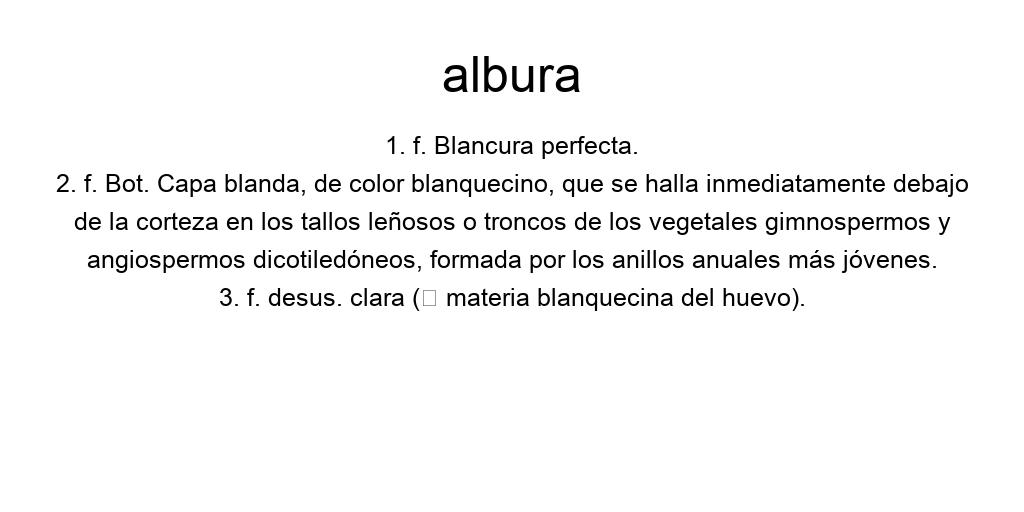 albura
1. f. Blancura perfecta.
2. f. Bot. Capa blanda, de color blanquecino, que se halla inmediatamente debajo
de la corteza en los tallos leñosos o troncos de los vegetales gimnospermos y
angiospermos dicotiledóneos, formada por los anillos anuales más jóvenes.
3. f. desus. clara (□ materia blanquecina del huevo).